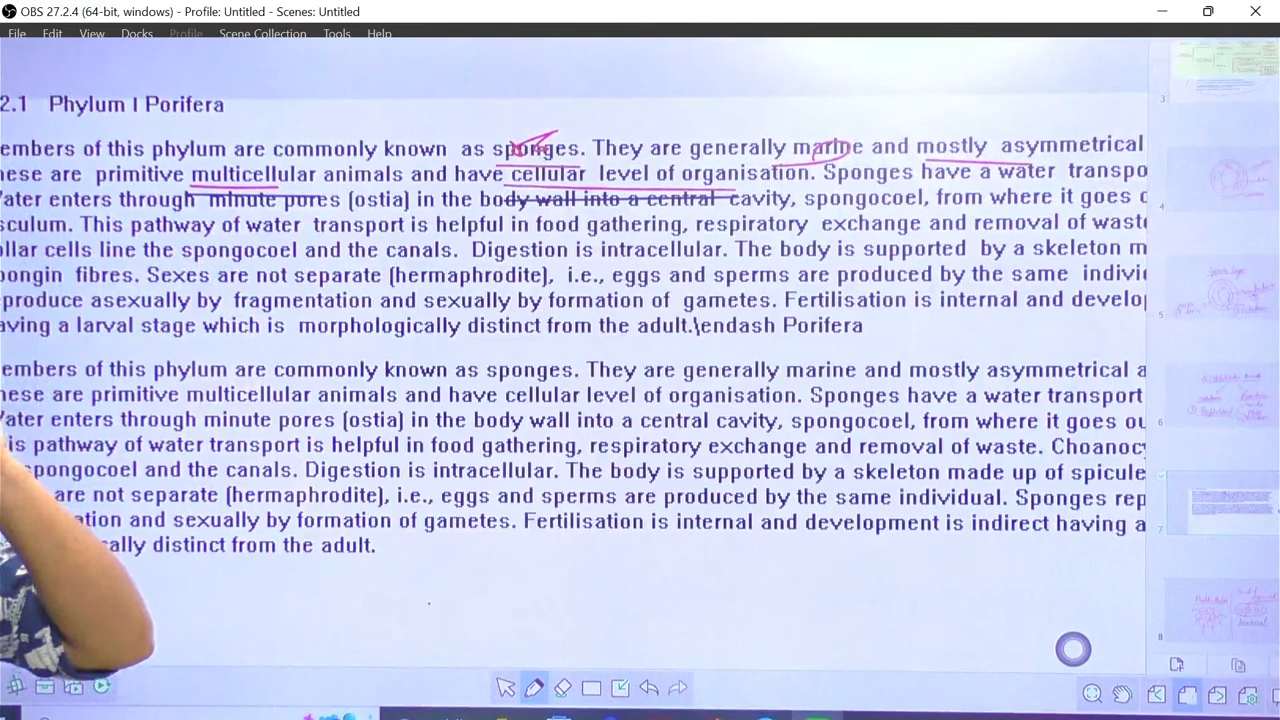 OBS 27.2.4 (64-bit, windows) - Profile: Untitled - Scenes: Untitled
File Edit View Docks Profile Scene Collection Tools Help
2.1 Phylum | Porifera
embers of this phylum are commonly known as sponges. They are generally marine and mostly asymmetrical
hese are primitive multicellular animals and have cellular level of organisation. Sponges have a water transpo
ater enters through minute pores (ostia) in the body wall into a central cavity, spongocoel, from where it goes o
sculum. This pathway of water transport is helpful in food gathering, respiratory exchange and removal of waste
ollar cells line the spongocoel and the canals. Digestion is intracellular. The body is supported by a skeleton m
pongin fibres. Sexes are not separate (hermaphrodite), i.e., eggs and sperms are produced by the same indivi
produce asexually by fragmentation and sexually by formation of gametes. Fertilisation is internal and develop
aving a larval stage which is morphologically distinct from the adult.\endash Porifera
embers of this phylum are commonly known as sponges. They are generally marine and mostly asymmetrical a
hese are primitive multicellular animals and have cellular level of organisation. Sponges have a water transport
ater enters through minute pores (ostia) in the body wall into a central cavity, spongocoel, from where it goes ou
is pathway of water transport is helpful in food gathering, respiratory exchange and removal of waste. Choanocy
pongocoel and the canals. Digestion is intracellular. The body is supported by a skeleton made up of spicule
are not separate (hermaphrodite), i.e., eggs and sperms are produced by the same individual. Sponges rep
ation and sexually by formation of gametes. Fertilisation is internal and development is indirect having a
cally distinct from the adult.
3
4
5
6
7
8